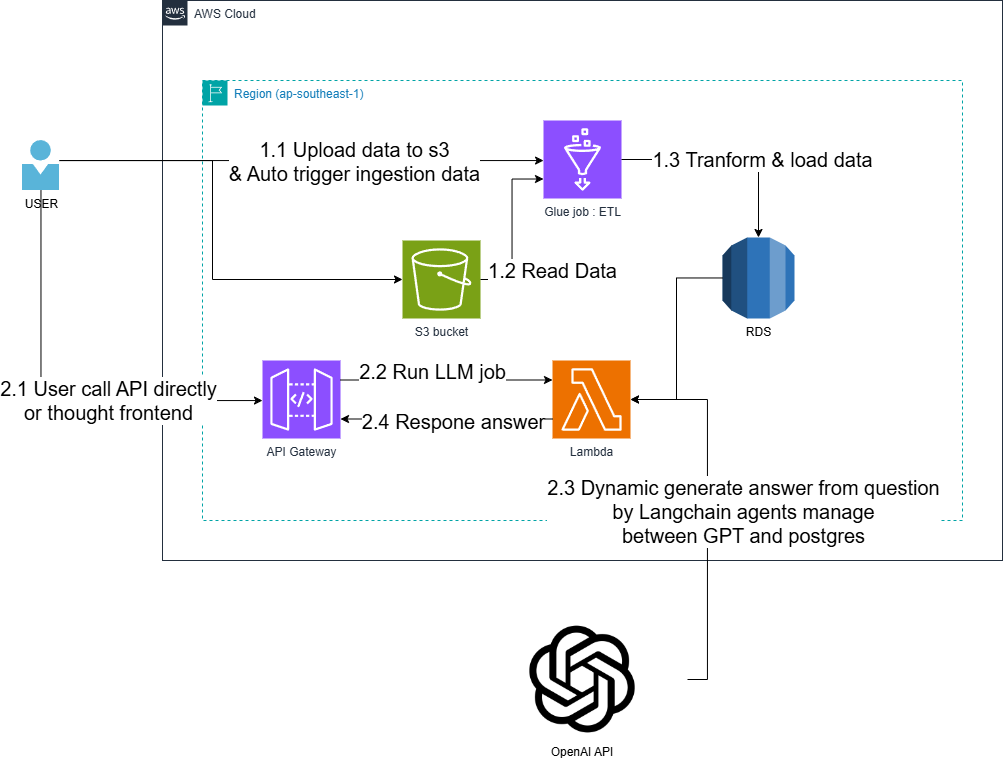 aws
AWS Cloud
Region (ap-southeast-1)
1.1 Upload data to s3
& Auto trigger ingestion data
1.3 Tranform & load data
USER
Glue job : ETL
1.2 Read Data
S3 bucket
RDS
2.1 User call API directly
or thought frontend
2.2 Run LLM job
2.4 Respone answer
API Gateway
Lambda
2.3 Dynamic generate answer from question
by Langchain agents manage
between GPT and postgres
OpenAI API